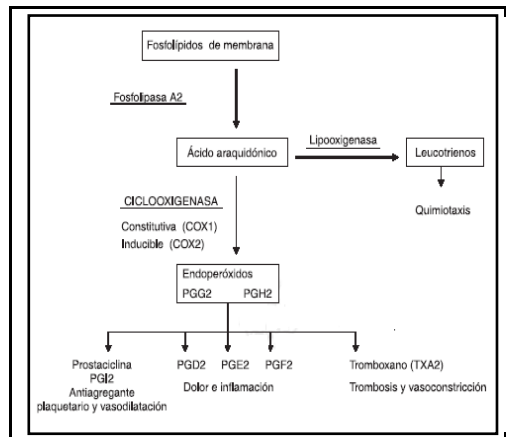 Fosfolípidos de membrana
Fosfolipasa A2
Lipooxigenasa
Ácido araquidónico
Leucotrienos
Quimiotaxis
CICLOOXIGENASA
Constitutiva (COX1)
Inducible (COX2)
Endoperóxidos
PGG2 PGH2
Prostaciclina
PGI2
Antiagregante
plaquetario y vasodilatación
PGD2 PGE2 PGF2
Dolor e inflamación
Tromboxano (TXA2)
Trombosis y vasoconstricción